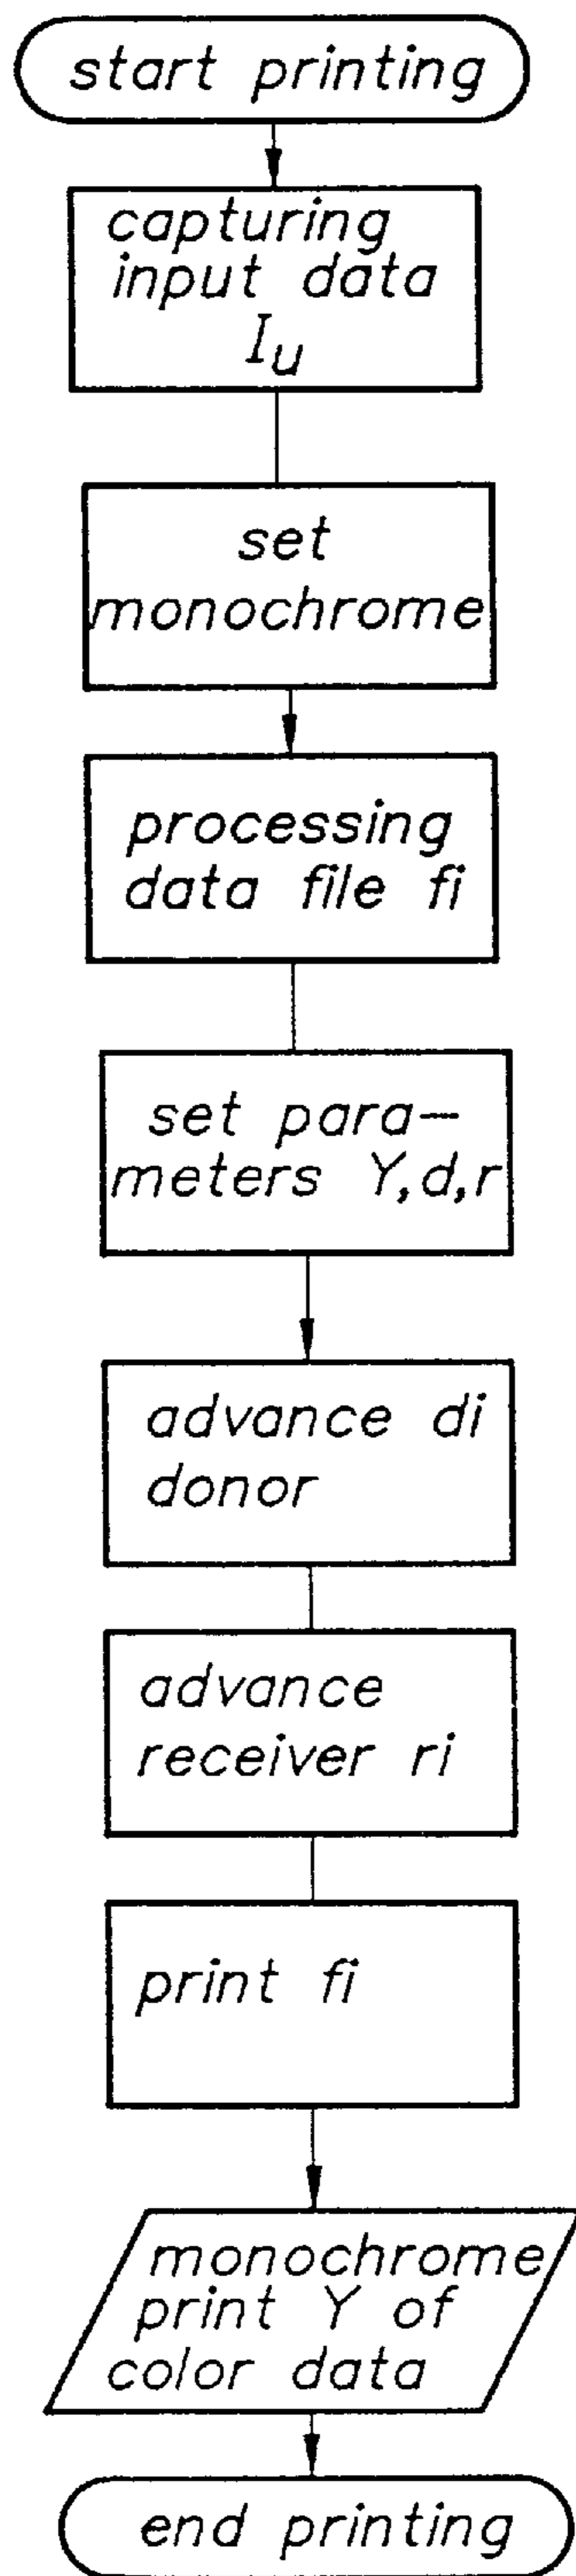 start printing
capturing
input data
Iu
set
monochrome
processing
data file fi
set para-
meters Y,d,r
advance di
donor
advance
receiver ri
print fi
monochrome
print Y of
color data
end printing